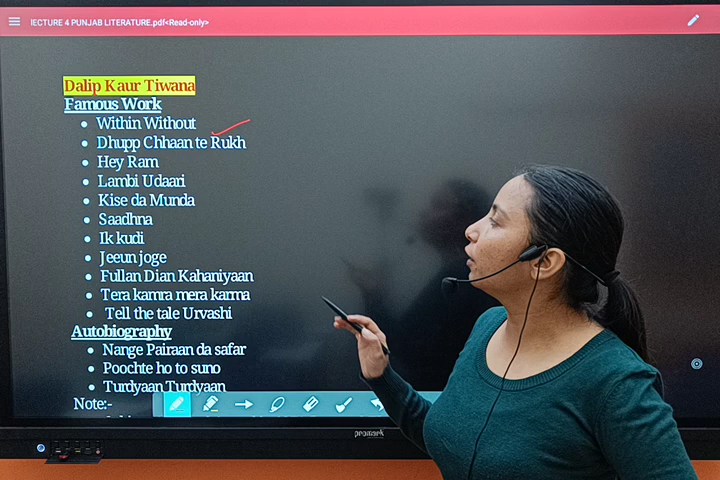 lECTURE 4 PUNJAB LITERATURE.pdf<Read-only>
Dalip Kaur Tiwana
Famous Work
• Within Without
• Dhupp Chhaan te Rukh
• Hey Ram
• Lambi Udaari
• Kise da Munda
• Saadhna
• Ik kudi
• Jeeun joge
• Fullan Dian Kahaniyaan
• Tera kamra mera karma
• Tell the tale Urvashi
Autobiography
• Nange Pairaan da safar
• Poochte ho to suno
• Turdyaan Turdyaan
Note:-
promark